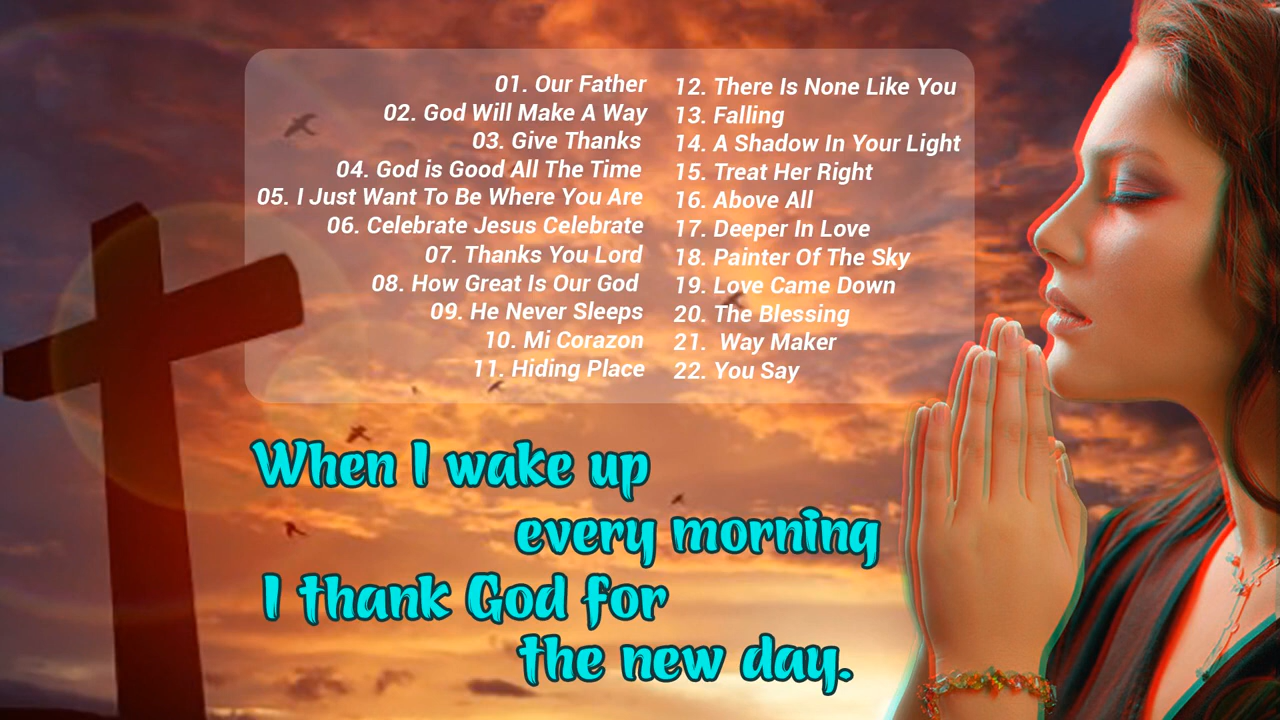 01. Our Father
02. God Will Make A Way
03. Give Thanks
04. God is Good All The Time
05. I Just Want To Be Where You Are
06. Celebrate Jesus Celebrate
07. Thanks You Lord
08. How Great Is Our God
09. He Never Sleeps
10. Mi Corazon
11. Hiding Place
12. There Is None Like You
13. Falling
14. A Shadow In Your Light
15. Treat Her Right
16. Above All
17. Deeper In Love
18. Painter Of The Sky
19. Love Came Down
20. The Blessing
21. Way Maker
22. You Say
When I wake up
every morning
I thank God for
the new day.